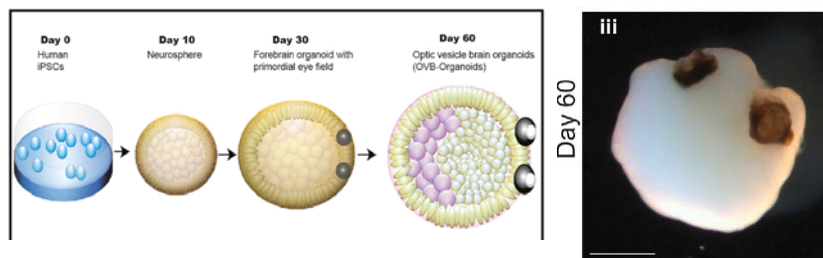 Day 0
Human
iPSCs
Day 10
Neurosphere
Day 30
Forebrain organoid with
primordial eye field
Day 60
Optic vesicle brain organoids
(OVB-Organoids)
Day 60
iii